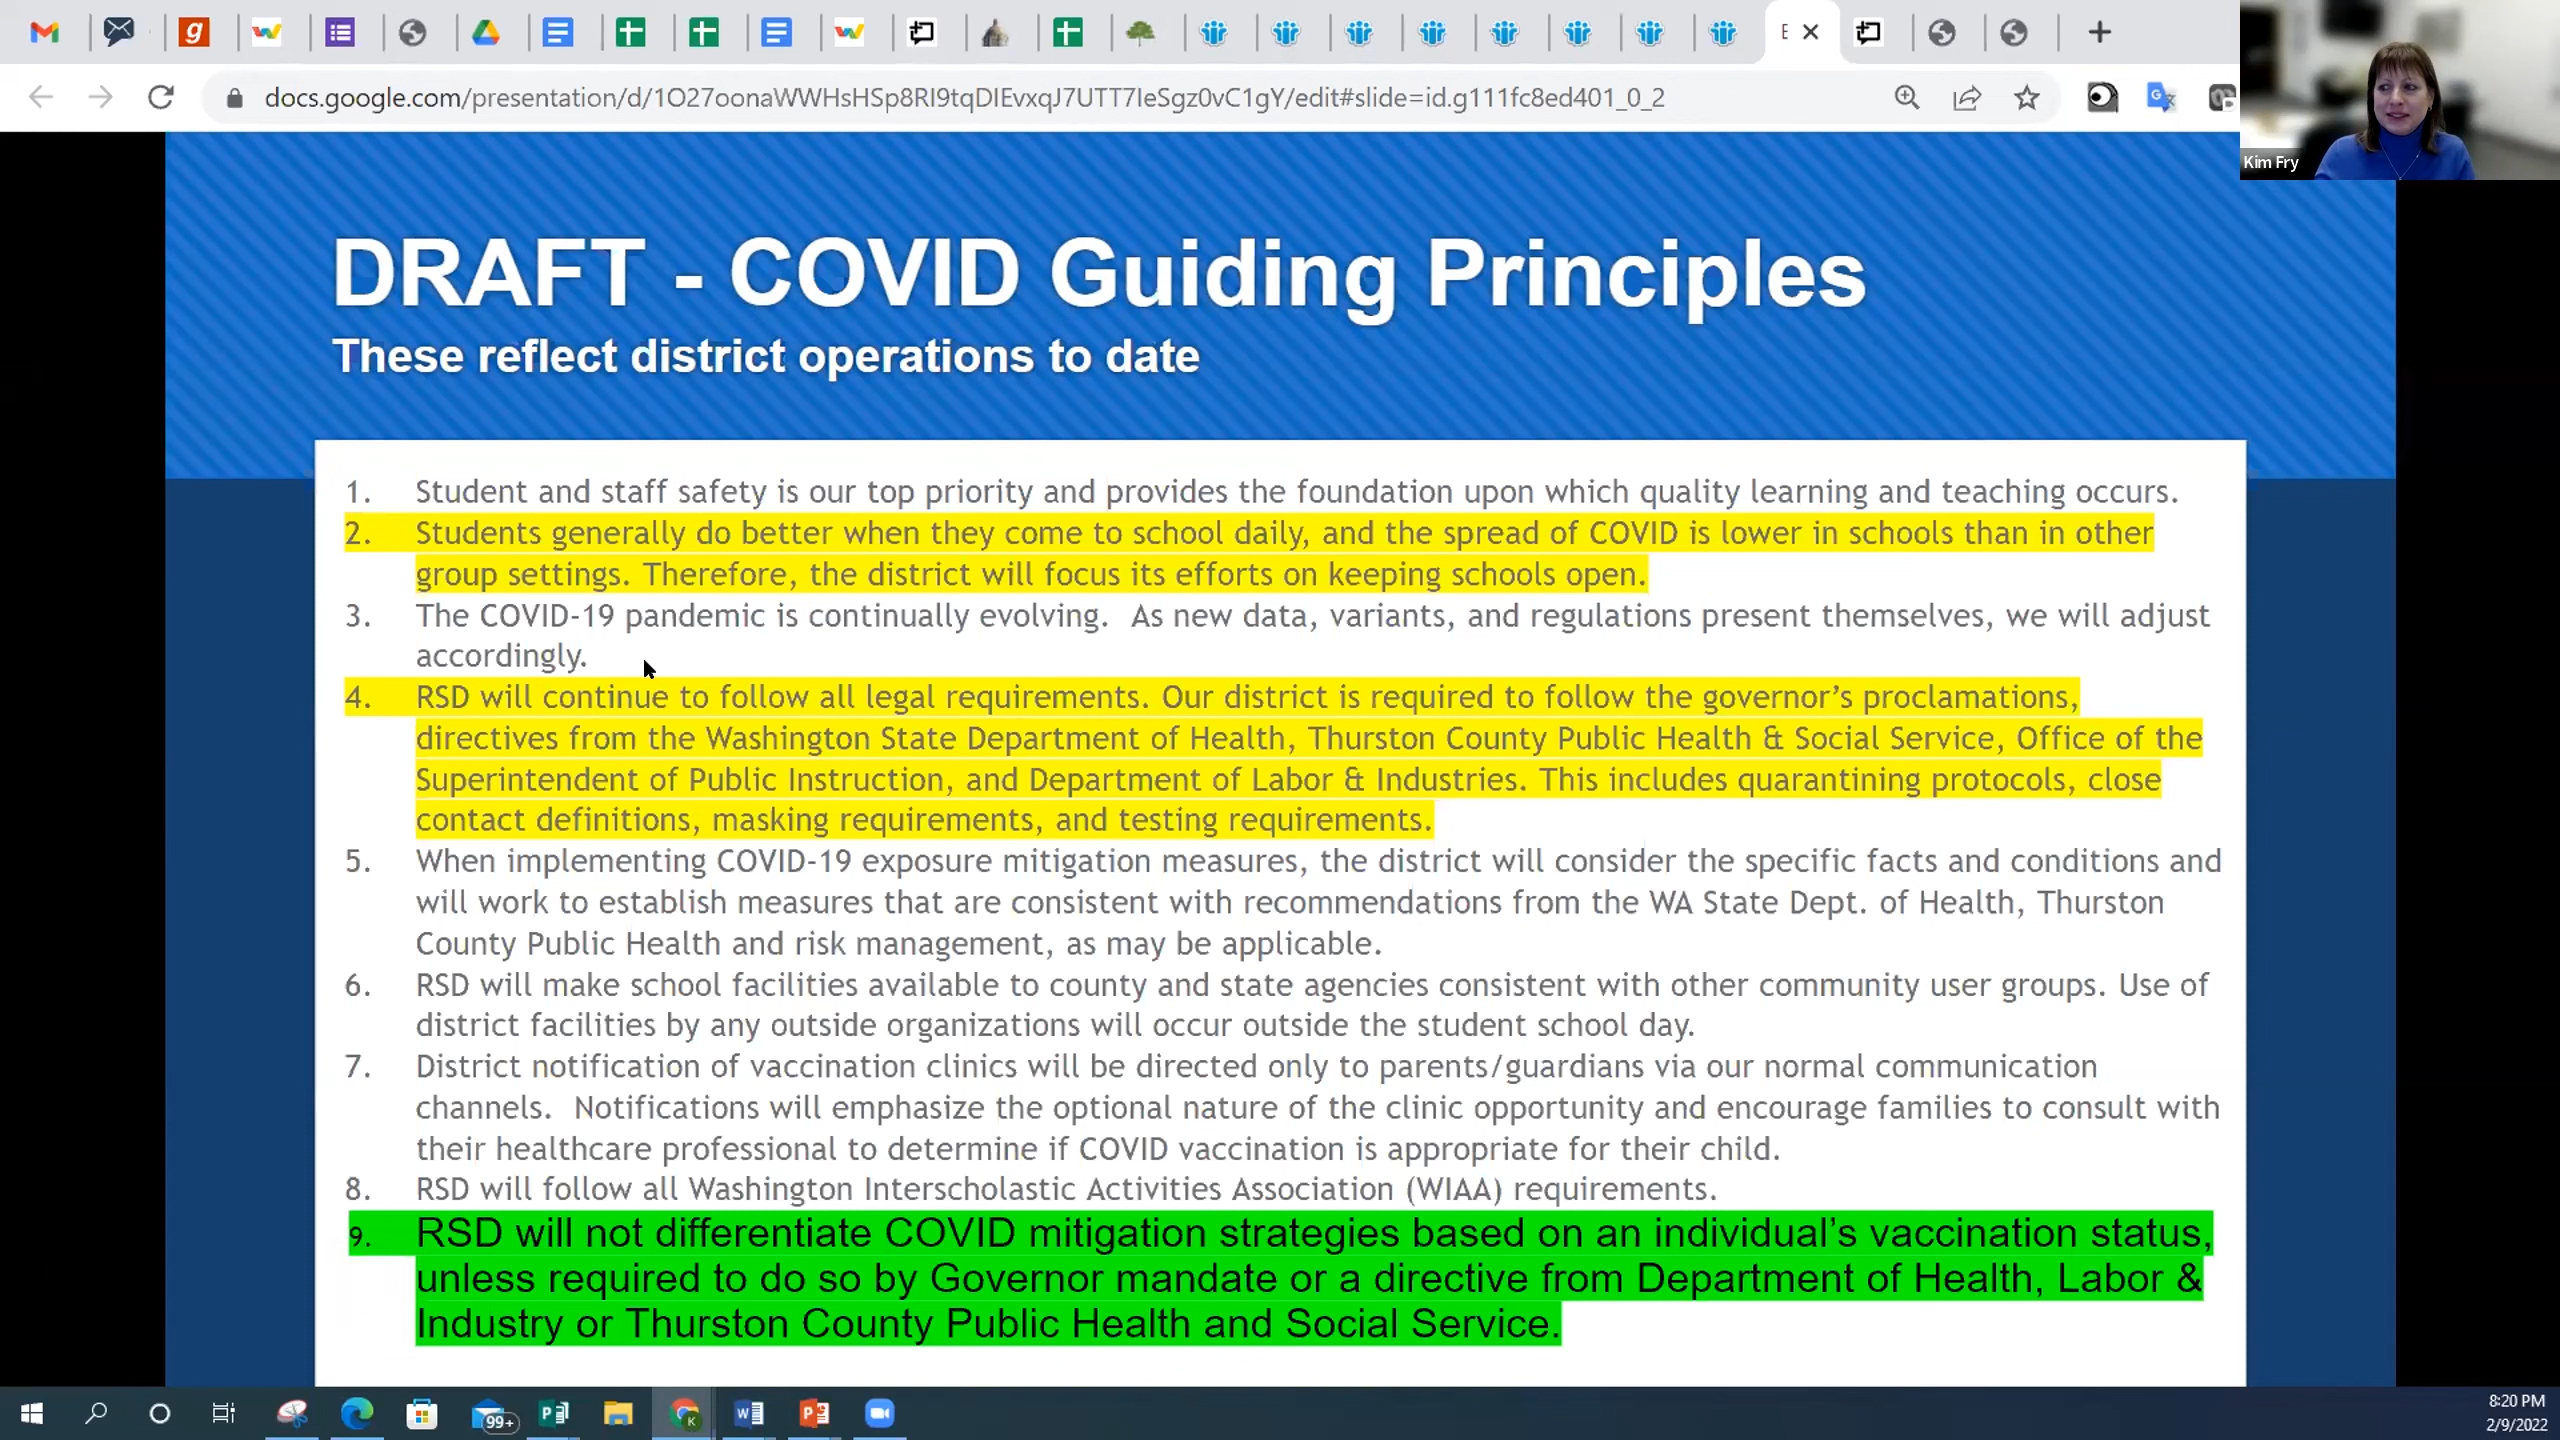 g
E
docs.google.com/presentation/d/1O27oonaWWHsHSp8RI9tqDIEvxqJ7UTT7IeSgz0vC1gY/edit#slide=id.g111fc8ed401_0_2
Kim Fry
DRAFT - COVID Guiding Principles
These reflect district operations to date
1. Student and staff safety is our top priority and provides the foundation upon which quality learning and teaching occurs.
2. Students generally do better when they come to school daily, and the spread of COVID is lower in schools than in other
group settings. Therefore, the district will focus its efforts on keeping schools open.
3. The COVID-19 pandemic is continually evolving. As new data, variants, and regulations present themselves, we will adjust
accordingly.
4. RSD will continue to follow all legal requirements. Our district is required to follow the governor’s proclamations,
directives from the Washington State Department of Health, Thurston County Public Health & Social Service, Office of the
Superintendent of Public Instruction, and Department of Labor & Industries. This includes quarantining protocols, close
contact definitions, masking requirements, and testing requirements.
5. When implementing COVID-19 exposure mitigation measures, the district will consider the specific facts and conditions and
will work to establish measures that are consistent with recommendations from the WA State Dept. of Health, Thurston
County Public Health and risk management, as may be applicable.
6. RSD will make school facilities available to county and state agencies consistent with other community user groups. Use of
district facilities by any outside organizations will occur outside the student school day.
7. District notification of vaccination clinics will be directed only to parents/guardians via our normal communication
channels. Notifications will emphasize the optional nature of the clinic opportunity and encourage families to consult with
their healthcare professional to determine if COVID vaccination is appropriate for their child.
8. RSD will follow all Washington Interscholastic Activities Association (WIAA) requirements.
9. RSD will not differentiate COVID mitigation strategies based on an individual’s vaccination status,
unless required to do so by Governor mandate or a directive from Department of Health, Labor &
Industry or Thurston County Public Health and Social Service.
99+
8:20 PM
2/9/2022